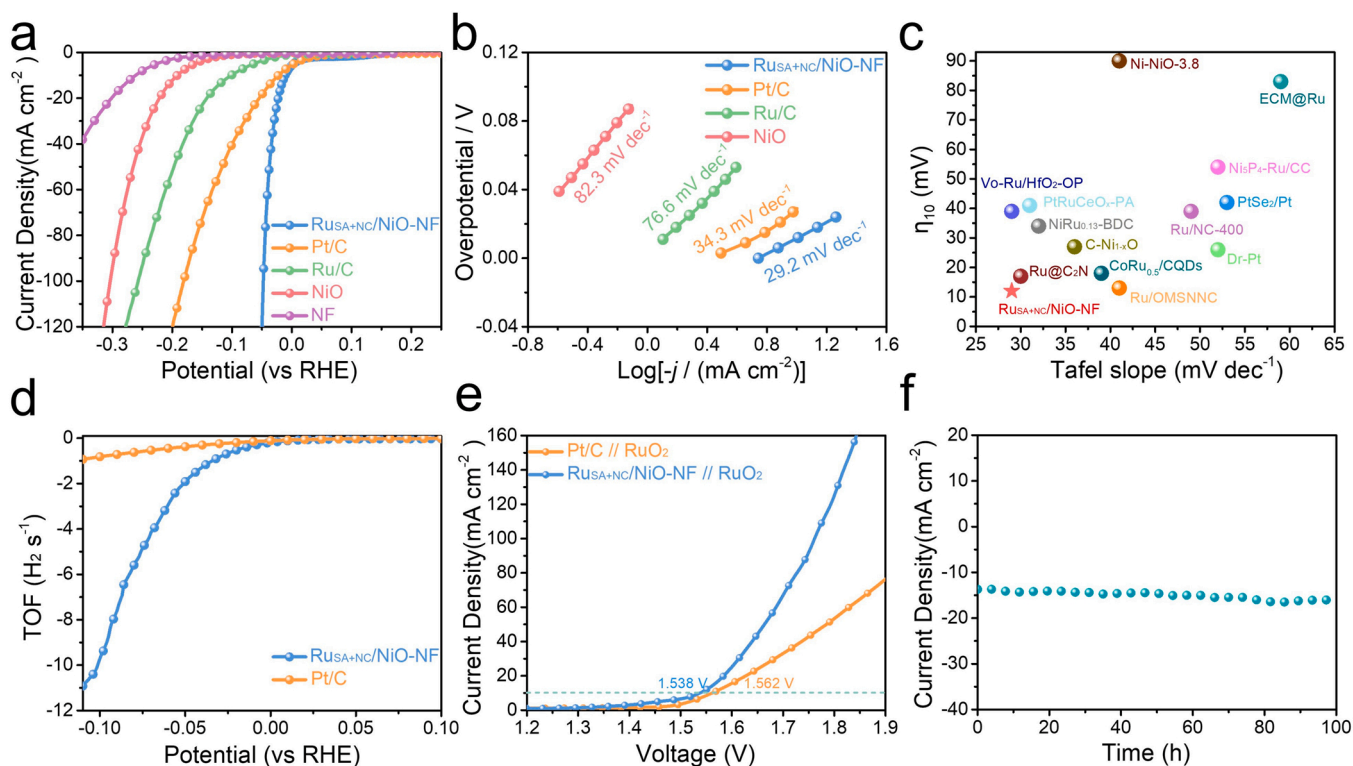 a
Current Density(mA cm⁻²)
0
-20
-40
-60
-80
-100
-120
-0.3
-0.2
-0.1
0.0
0.1
0.2
Potential (vs RHE)
RuSA+NC/NiO-NF
Pt/C
Ru/C
NiO
NF
b
Overpotential / V
0.12
0.08
0.04
0.00
-0.04
-0.8
-0.4
0.0
0.4
0.8
1.2
1.6
Log[-j / (mA cm⁻²)]
RuSA+NC/NiO-NF
Pt/C
Ru/C
NiO
82.3 mV dec⁻¹
76.6 mV dec⁻¹
34.3 mV dec⁻¹
29.2 mV dec⁻¹
c
η₁₀ (mV)
90
80
70
60
50
40
30
20
10
0
25
30
35
40
45
50
55
60
65
Tafel slope (mV dec⁻¹)
Ni-NiO-3.8
ECM@Ru
Ni₅P₄-Ru/CC
Vo-Ru/HfO₂-OP
PtRuCeOₓ-PA
PtSe₂/Pt
NiRu₀.₁₃-BDC
Ru/NC-400
C-Ni₁₋ₓO
Dr-Pt
Ru@C₂N
CoRu₀.₅/CQDs
RuSA+NC/NiO-NF
Ru/OMSNNC
d
TOF (H₂ s⁻¹)
0
-2
-4
-6
-8
-10
-12
-0.10
-0.05
0.00
0.05
0.10
Potential (vs RHE)
RuSA+NC/NiO-NF
Pt/C
e
Current Density(mA cm⁻²)
160
140
120
100
80
60
40
20
0
1.2
1.3
1.4
1.5
1.6
1.7
1.8
1.9
Voltage (V)
Pt/C // RuO₂
RuSA+NC/NiO-NF // RuO₂
1.538 V
1.562 V
f
Current Density(mA cm⁻²)
20
10
0
-10
-20
-30
-40
0
20
40
60
80
100
Time (h)